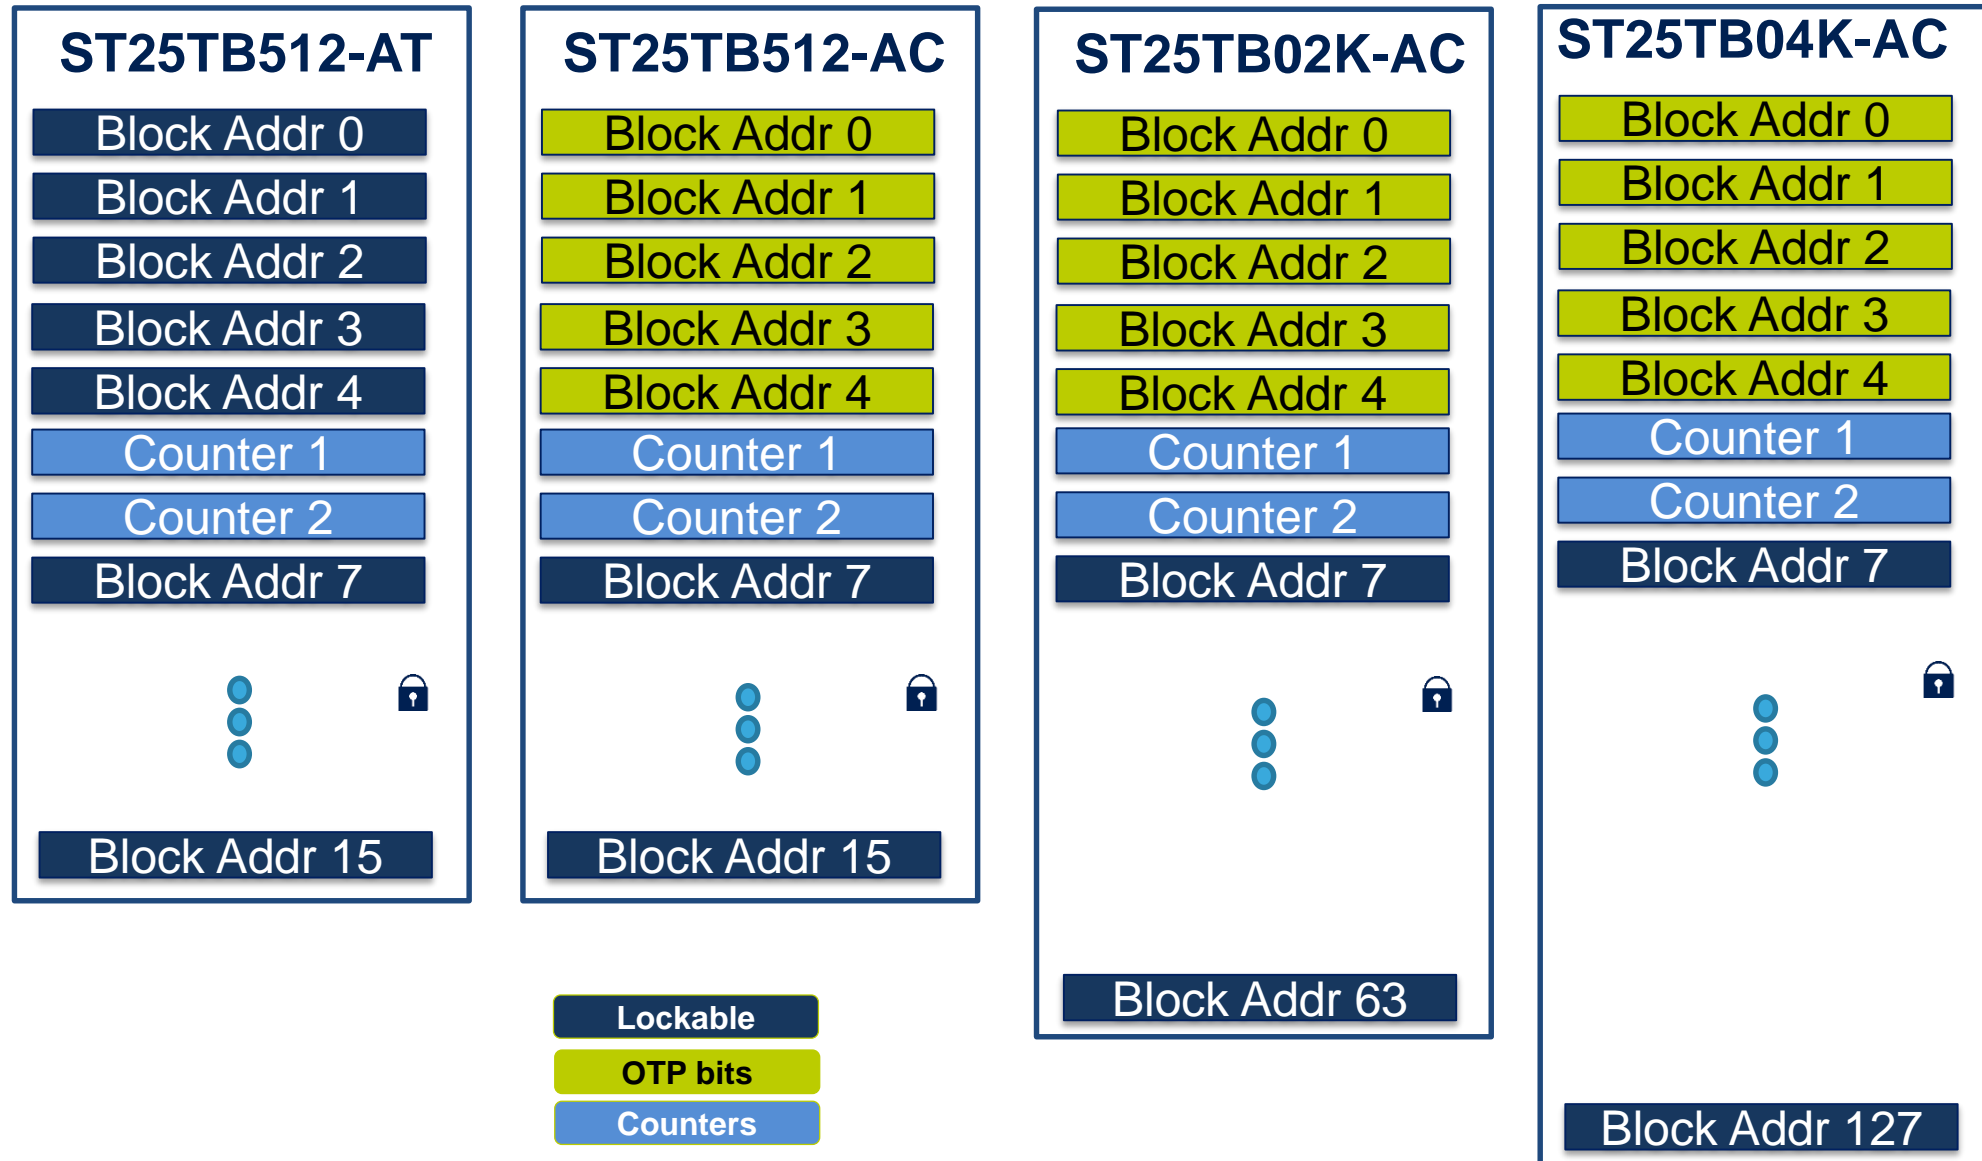 ST25TB512-AT
Block Addr 0
Block Addr 1
Block Addr 2
Block Addr 3
Block Addr 4
Counter 1
Counter 2
Block Addr 7
Block Addr 15
ST25TB512-AC
Block Addr 0
Block Addr 1
Block Addr 2
Block Addr 3
Block Addr 4
Counter 1
Counter 2
Block Addr 7
Block Addr 15
ST25TB02K-AC
Block Addr 0
Block Addr 1
Block Addr 2
Block Addr 3
Block Addr 4
Counter 1
Counter 2
Block Addr 7
Block Addr 63
ST25TB04K-AC
Block Addr 0
Block Addr 1
Block Addr 2
Block Addr 3
Block Addr 4
Counter 1
Counter 2
Block Addr 7
Block Addr 127
Lockable
OTP bits
Counters